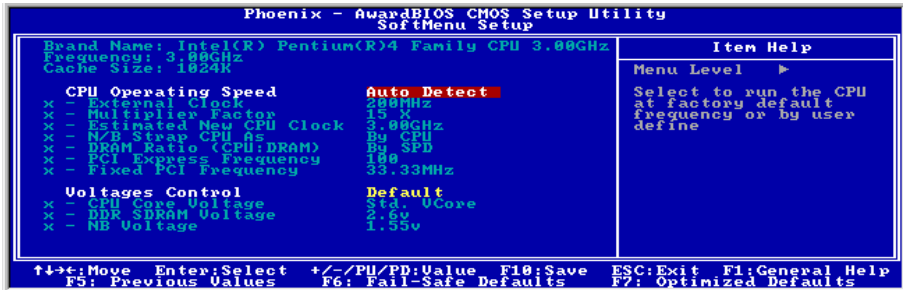 Phoenix - AwardBIOS CMOS Setup Utility
SoftMenu Setup
Brand Name: Intel(R) Pentium(R)4 Family CPU 3.00GHz
Frequency: 3.00GHz
Cache Size: 1024K
CPU Operating Speed Auto Detect
x - External Clock 200MHz
x - Multiplier Factor 15 X
x - Estimated New CPU Clock 3.00GHz
x - N/B Strap CPU As By CPU
x - DRAM Ratio (CPU:DRAM) By SPD
x - PCI Express Frequency 100
x - Fixed PCI Frequency 33.33MHz
Voltages Control Default
x - CPU Core Voltage Std. VCore
x - DDR SDRAM Voltage 2.6v
x - NB Voltage 1.55v
Item Help
Menu Level ►
Select to run the CPU
at factory default
frequency or by user
define
↑↓→←:Move Enter:Select +/-/PU/PD:Value F10:Save ESC:Exit F1:General Help
F5: Previous Values F6: Fail-Safe Defaults F7: Optimized Defaults